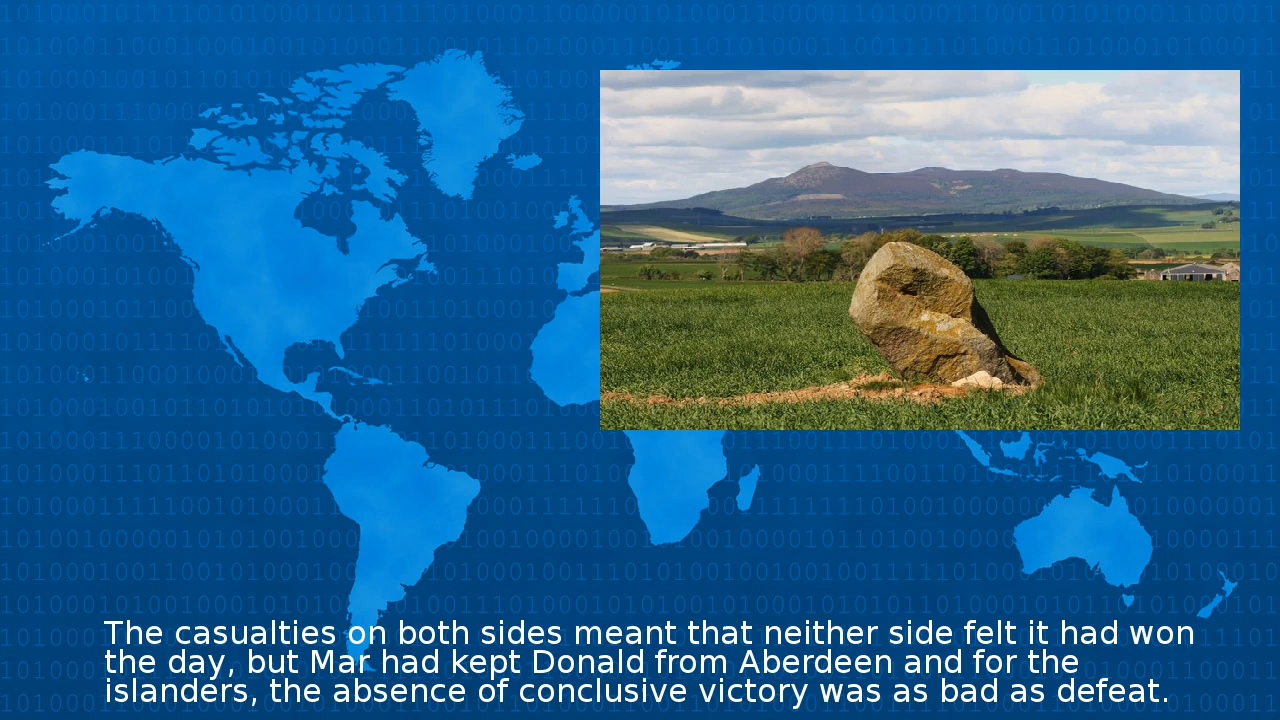 The casualties on both sides meant that neither side felt it had won
the day, but Mar had kept Donald from Aberdeen and for the
islanders, the absence of conclusive victory was as bad as defeat.